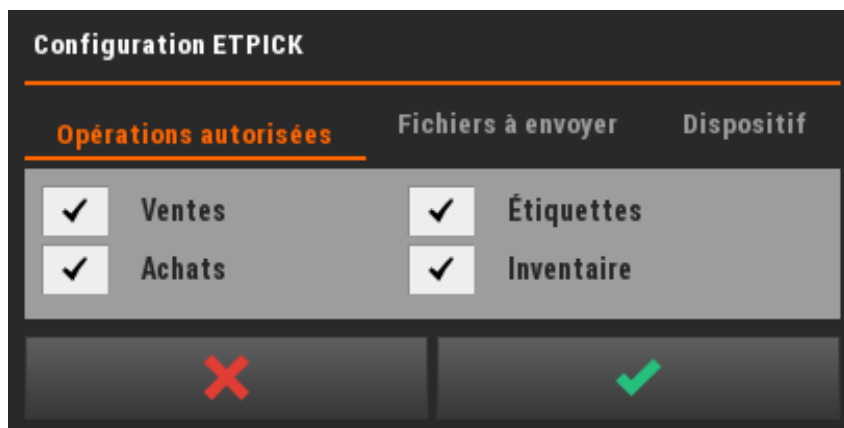 Configuration ETPICK
Opérations autorisées Fichiers à envoyer Dispositif
Ventes Étiquettes
Achats Inventaire